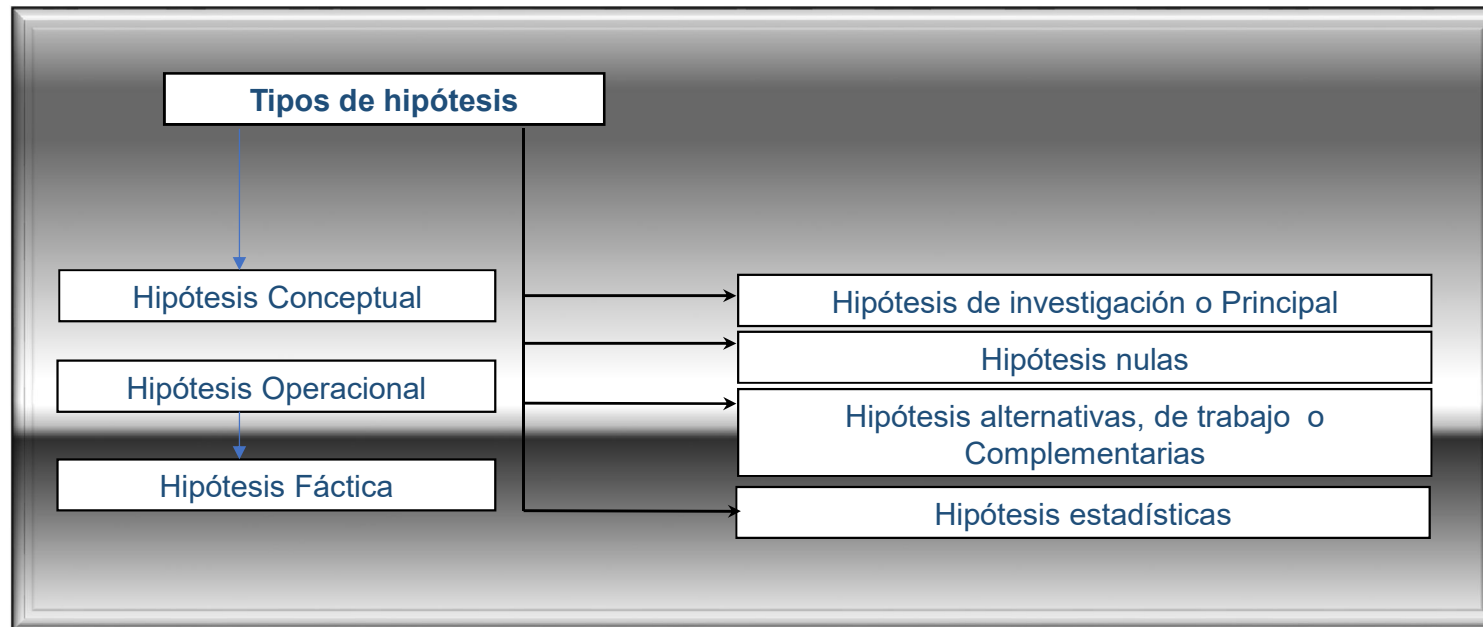 Tipos de hipótesis
Hipótesis Conceptual
Hipótesis Operacional
Hipótesis Fáctica
Hipótesis de investigación o Principal
Hipótesis nulas
Hipótesis alternativas, de trabajo o
Complementarias
Hipótesis estadísticas